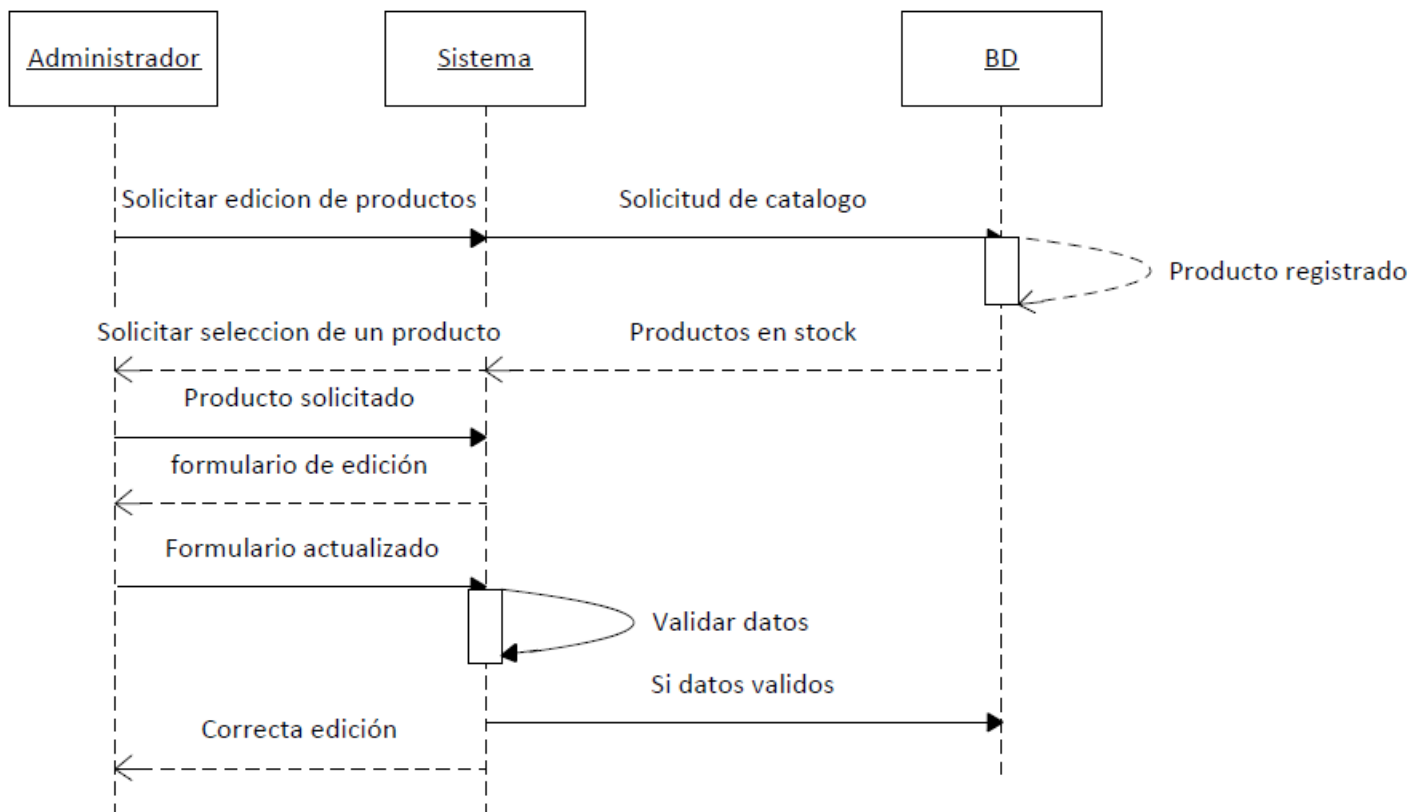 Administrador
Sistema
BD
Solicitar edicion de productos
Solicitud de catalogo
Producto registrado
Solicitar seleccion de un producto
Productos en stock
Producto solicitado
formulario de edición
Formulario actualizado
Validar datos
Si datos validos
Correcta edición